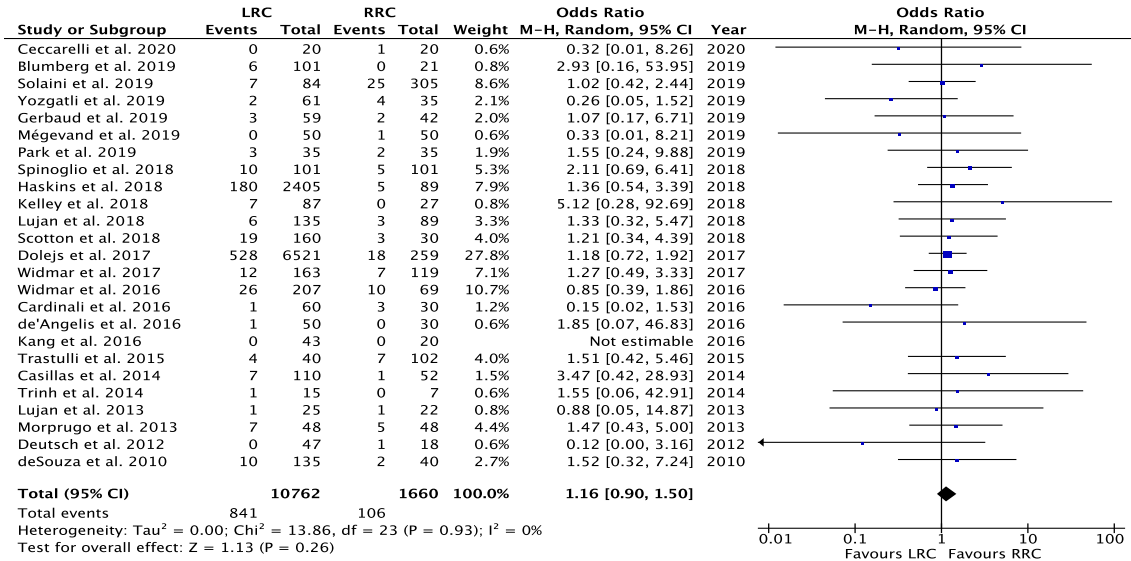 LRC RRC Odds Ratio Odds Ratio
Study or Subgroup Events Total Events Total Weight M-H, Random, 95% CI Year M-H, Random, 95% CI
Ceccarelli et al. 2020 0 20 1 20 0.6% 0.32 [0.01, 8.26] 2020
Blumberg et al. 2019 6 101 0 21 0.8% 2.93 [0.16, 53.95] 2019
Solaini et al. 2019 7 84 25 305 8.6% 1.02 [0.42, 2.44] 2019
Yozgatli et al. 2019 2 61 4 35 2.1% 0.26 [0.05, 1.52] 2019
Gerbaud et al. 2019 3 59 2 42 2.0% 1.07 [0.17, 6.71] 2019
Mégevand et al. 2019 0 50 1 50 0.6% 0.33 [0.01, 8.21] 2019
Park et al. 2019 3 35 2 35 1.9% 1.55 [0.24, 9.88] 2019
Spinoglio et al. 2018 10 101 5 101 5.3% 2.11 [0.69, 6.41] 2018
Haskins et al. 2018 180 2405 5 89 7.9% 1.36 [0.54, 3.39] 2018
Kelley et al. 2018 7 87 0 27 0.8% 5.12 [0.28, 92.69] 2018
Lujan et al. 2018 6 135 3 89 3.3% 1.33 [0.32, 5.47] 2018
Scotton et al. 2018 19 160 3 30 4.0% 1.21 [0.34, 4.39] 2018
Dolejs et al. 2017 528 6521 18 259 27.8% 1.18 [0.72, 1.92] 2017
Widmar et al. 2017 12 163 7 119 7.1% 1.27 [0.49, 3.33] 2017
Widmar et al. 2016 26 207 10 69 10.7% 0.85 [0.39, 1.86] 2016
Cardinali et al. 2016 1 60 3 30 1.2% 0.15 [0.02, 1.53] 2016
de'Angelis et al. 2016 1 50 0 30 0.6% 1.85 [0.07, 46.83] 2016
Kang et al. 2016 0 43 0 20 Not estimable 2016
Trastulli et al. 2015 4 40 7 102 4.0% 1.51 [0.42, 5.46] 2015
Casillas et al. 2014 7 110 1 52 1.5% 3.47 [0.42, 28.93] 2014
Trinh et al. 2014 1 15 0 7 0.6% 1.55 [0.06, 42.91] 2014
Lujan et al. 2013 1 25 1 22 0.8% 0.88 [0.05, 14.87] 2013
Morprugo et al. 2013 7 48 5 48 4.4% 1.47 [0.43, 5.00] 2013
Deutsch et al. 2012 0 47 1 18 0.6% 0.12 [0.00, 3.16] 2012
deSouza et al. 2010 10 135 2 40 2.7% 1.52 [0.32, 7.24] 2010
Total (95% CI) 10762 1660 100.0% 1.16 [0.90, 1.50]
Total events 841 106
Heterogeneity: Tau² = 0.00; Chi² = 13.86, df = 23 (P = 0.93); I² = 0%
Test for overall effect: Z = 1.13 (P = 0.26)
0.01 0.1 1 10 100
Favours LRC Favours RRC